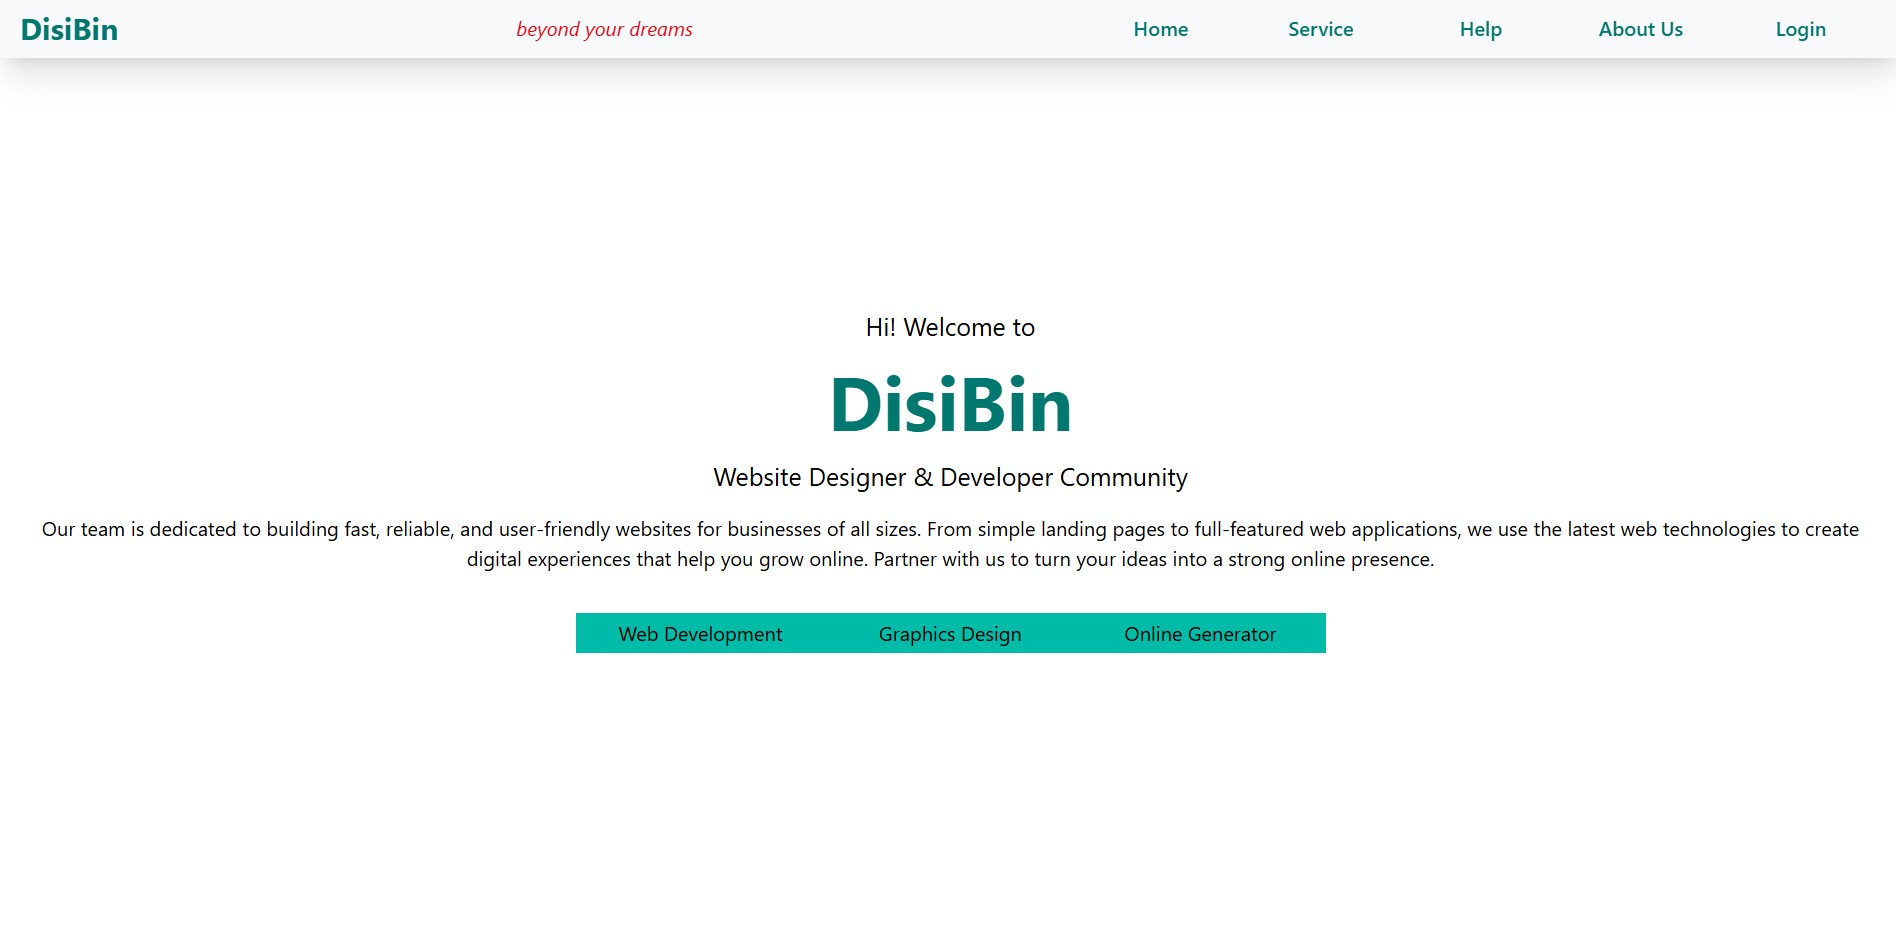 DisiBin beyond your dreams Home Service Help About Us Login
Hi! Welcome to
DisiBin
Website Designer & Developer Community
Our team is dedicated to building fast, reliable, and user-friendly websites for businesses of all sizes. From simple landing pages to full-featured web applications, we use the latest web technologies to create
digital experiences that help you grow online. Partner with us to turn your ideas into a strong online presence.
Web Development Graphics Design Online Generator